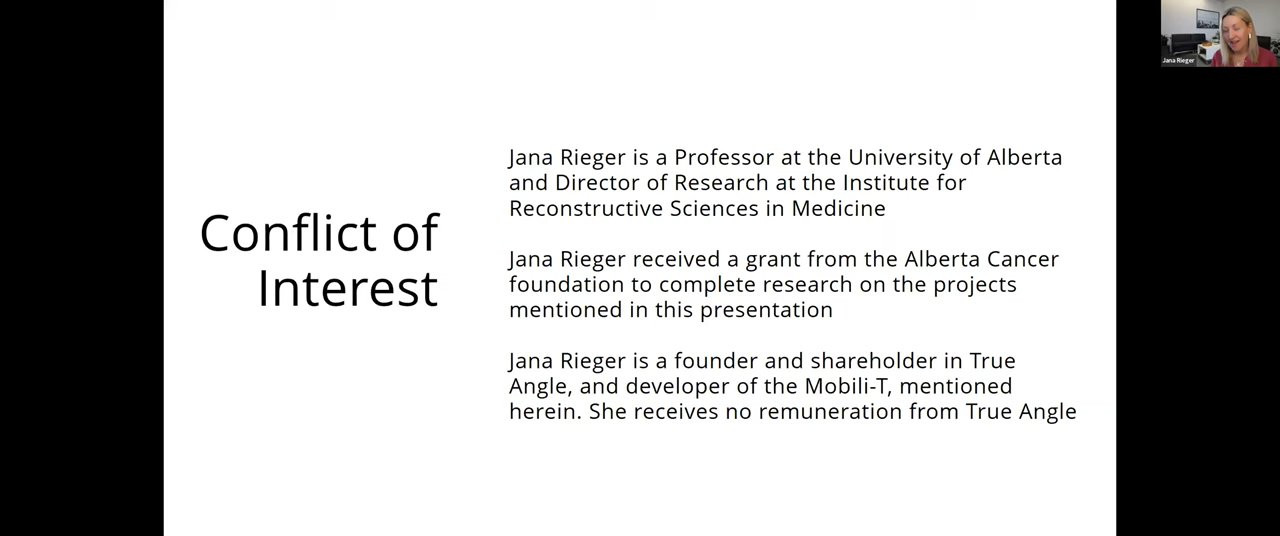 Conflict of
Interest
Jana Rieger is a Professor at the University of Alberta
and Director of Research at the Institute for
Reconstructive Sciences in Medicine
Jana Rieger received a grant from the Alberta Cancer
foundation to complete research on the projects
mentioned in this presentation
Jana Rieger is a founder and shareholder in True
Angle, and developer of the Mobili-T, mentioned
herein. She receives no remuneration from True Angle
Jana Rieger